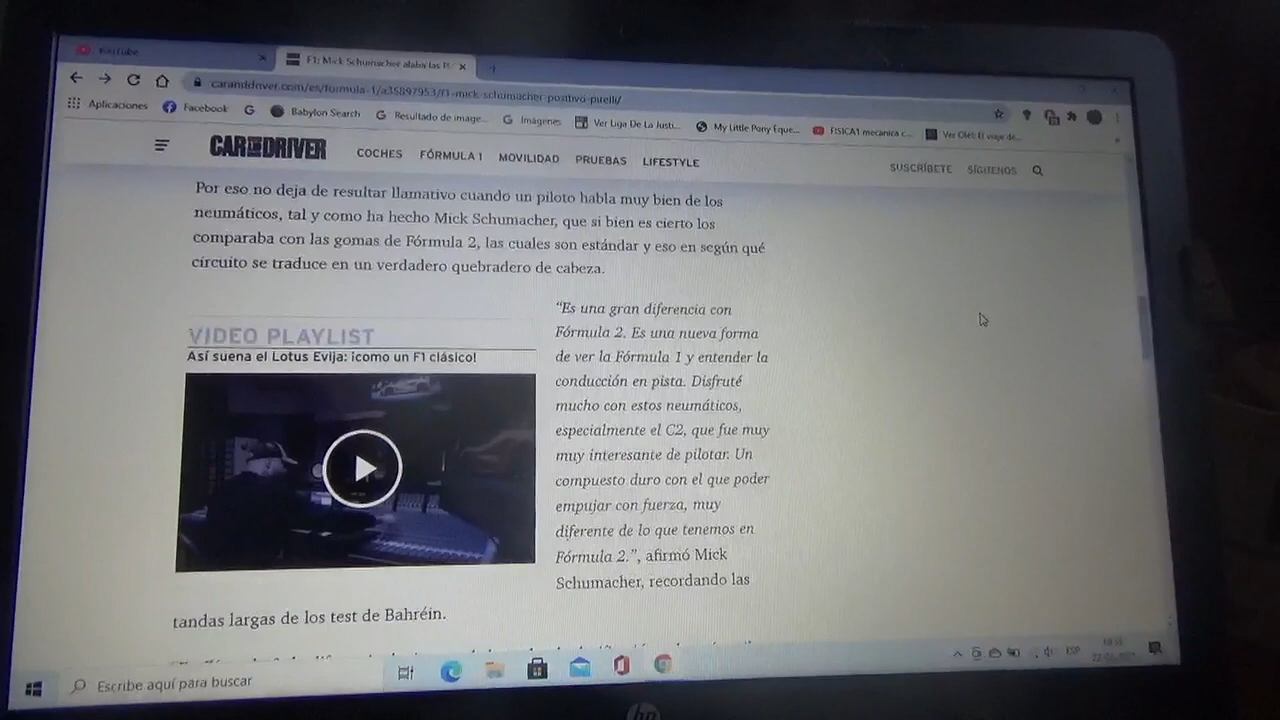 YouTube
F1: Mick Schumacher alaba las P
caranddriver.com/es/formula-1/a35897953/f1-mick-schumacher-positivo-pirelli/
Aplicaciones Facebook Babylon Search Resultado de image... Imágenes Ver Liga De La Justi... My Little Pony Eque... FISICA1 mecanica c...
CAR AND DRIVER COCHES FÓRMULA 1 MOVILIDAD PRUEBAS LIFESTYLE SUSCRÍBETE SÍGUENOS
Por eso no deja de resultar llamativo cuando un piloto habla muy bien de los
neumáticos, tal y como ha hecho Mick Schumacher, que si bien es cierto los
comparaba con las gomas de Fórmula 2, las cuales son estándar y eso en según qué
circuito se traduce en un verdadero quebradero de cabeza.
VIDEO PLAYLIST
Así suena el Lotus Evija: ¡como un F1 clásico!
"Es una gran diferencia con
Fórmula 2. Es una nueva forma
de ver la Fórmula 1 y entender la
conducción en pista. Disfruté
mucho con estos neumáticos,
especialmente el C2, que fue muy
muy interesante de pilotar. Un
compuesto duro con el que poder
empujar con fuerza, muy
diferente de lo que tenemos en
Fórmula 2.", afirmó Mick
Schumacher, recordando las
tandas largas de los test de Bahréin.
Escribe aquí para buscar
ESP
hp